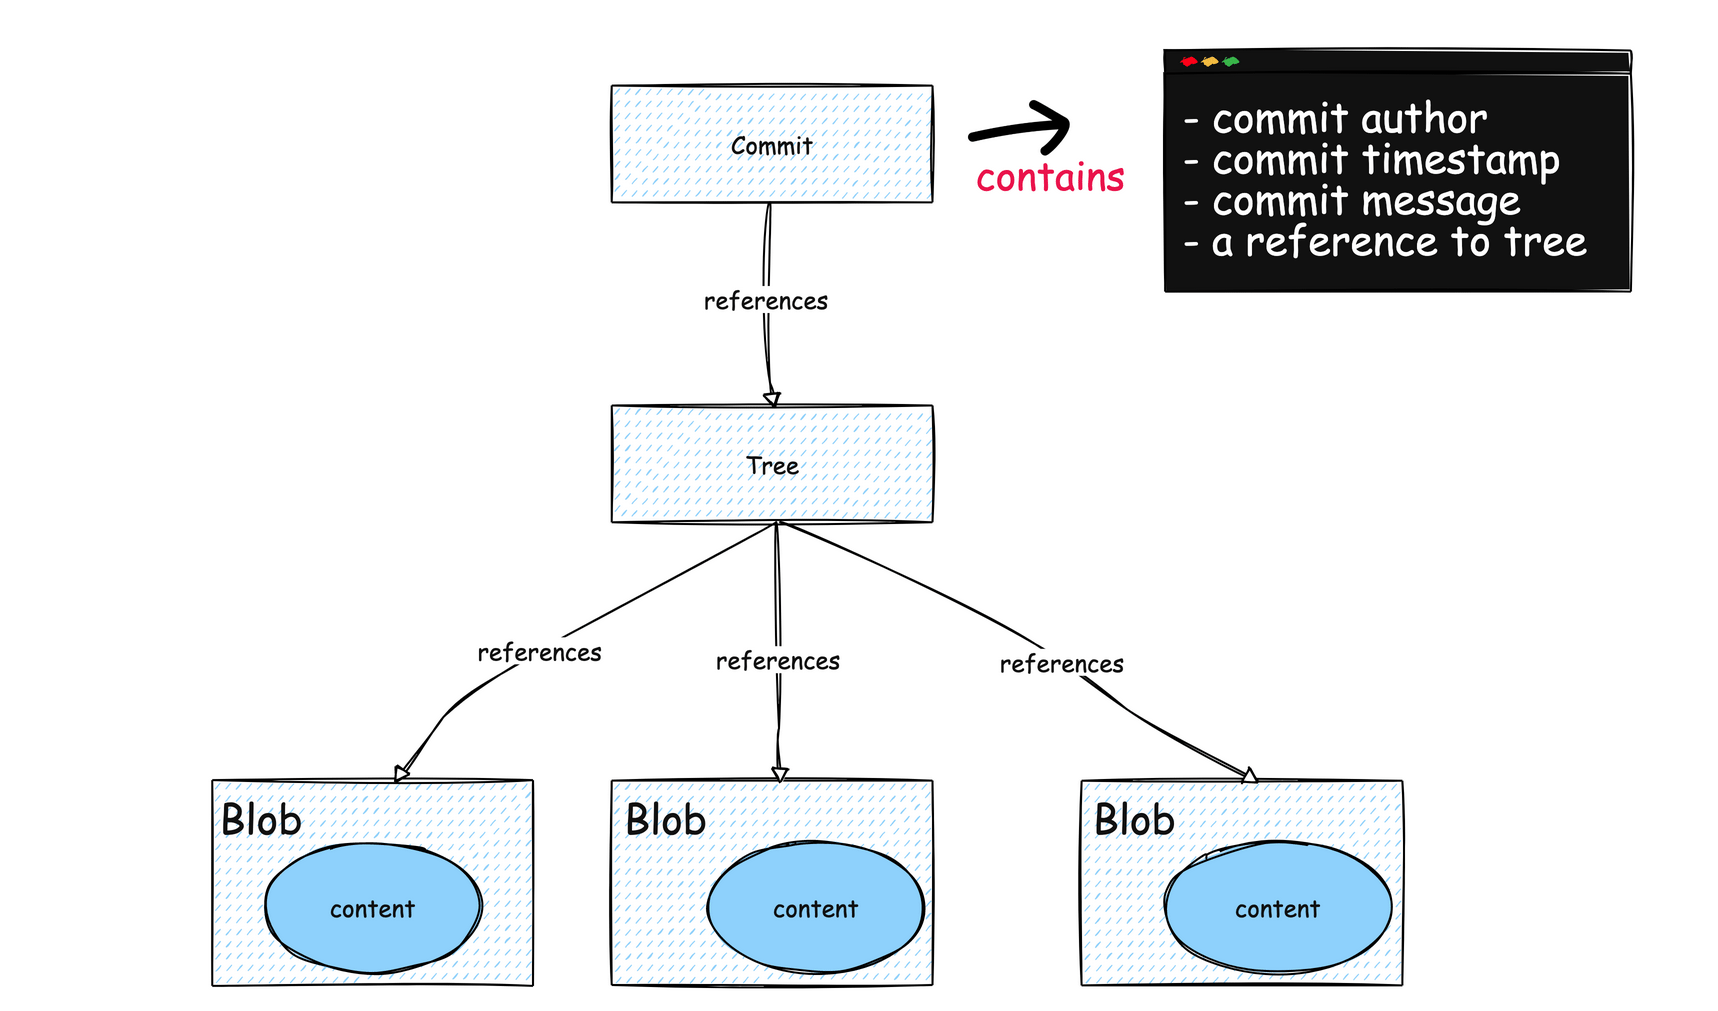 Commit
contains
- commit author
- commit timestamp
- commit message
- a reference to tree
references
Tree
references
references
references
Blob
content
Blob
content
Blob
content